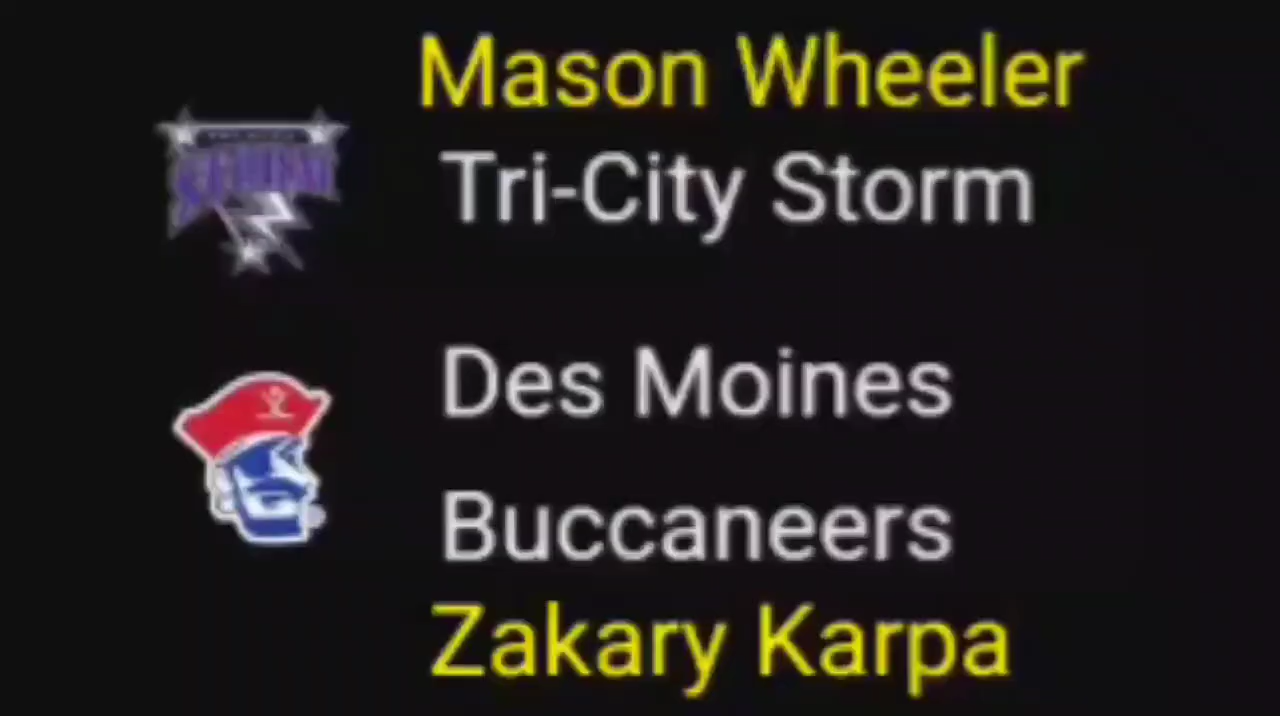 Mason Wheeler
Tri-City Storm
Des Moines
Buccaneers
Zakary Karpa